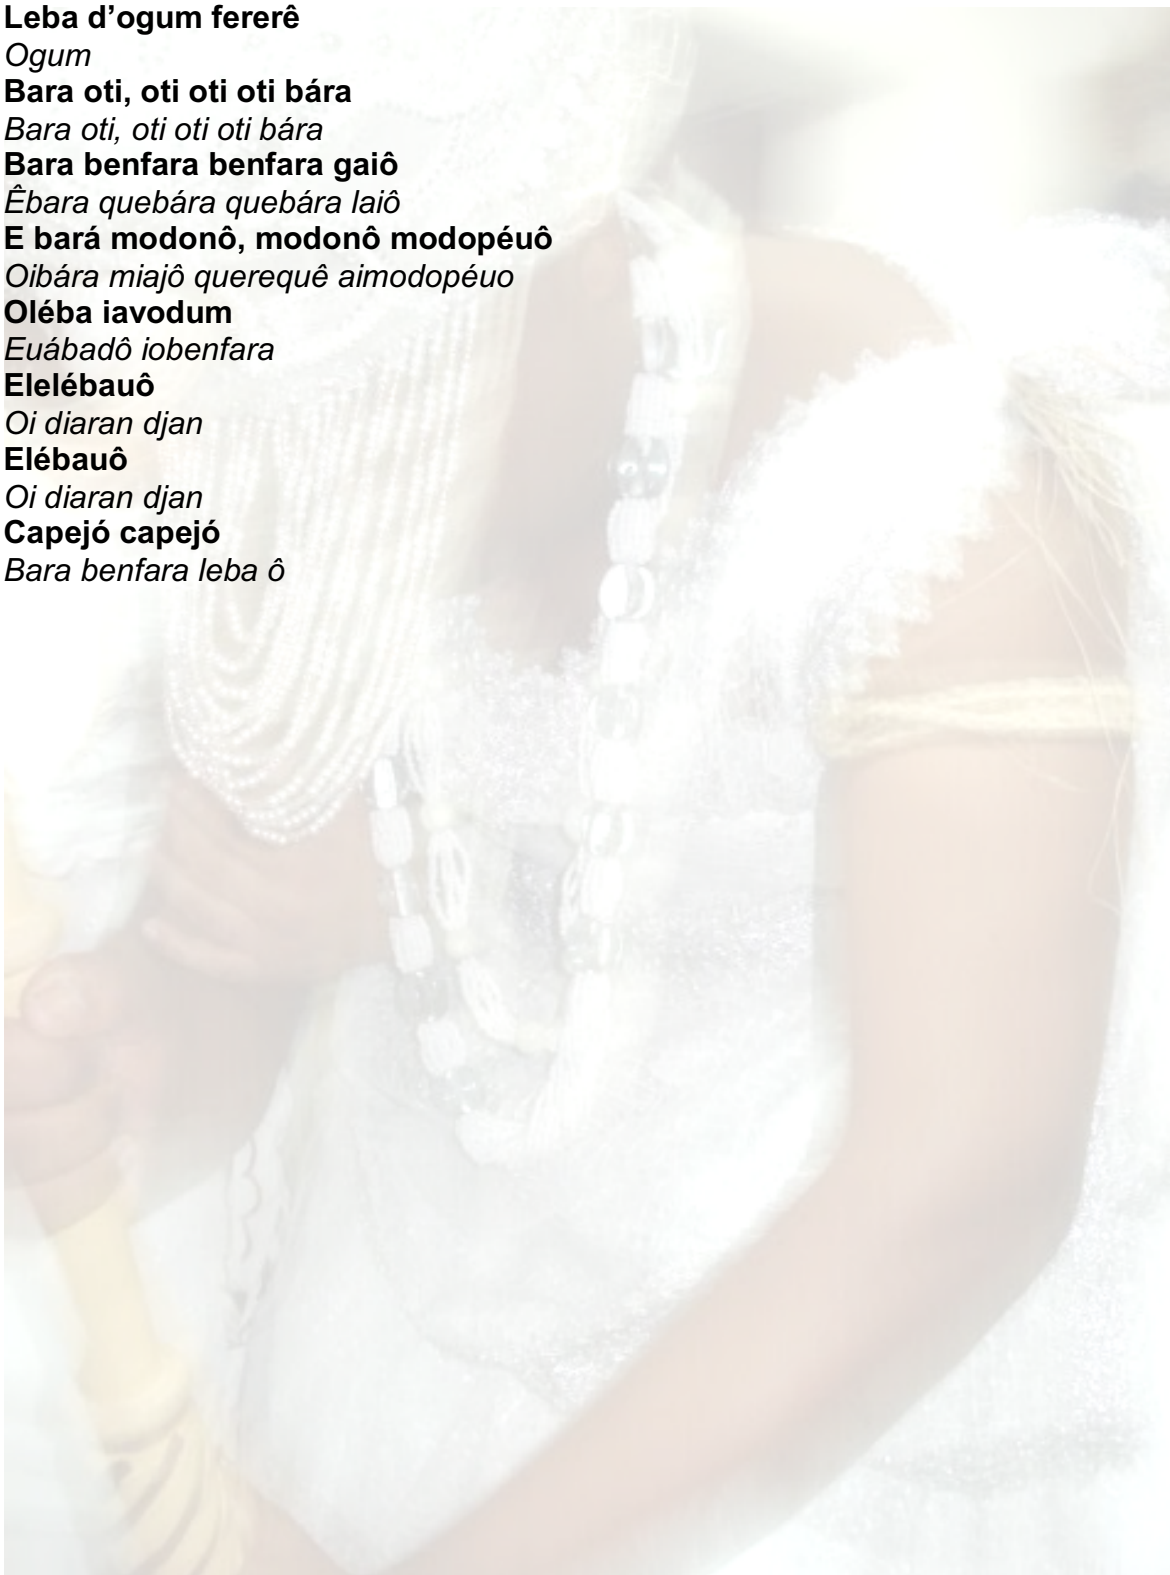 Leba d’ogum fererê
Ogum
Bara oti, oti oti oti bára
Bara oti, oti oti oti bára
Bara benfara benfara gaiô
Êbara quebára quebára laiô
E bará modonô, modonô modopéuô
Oibára miajô querequê aimodopéuo
Oléba iavodum
Euábadô iobenfara
Elelébauô
Oi diaran djan
Elébauô
Oi diaran djan
Capejó capejó
Bara benfara leba ô